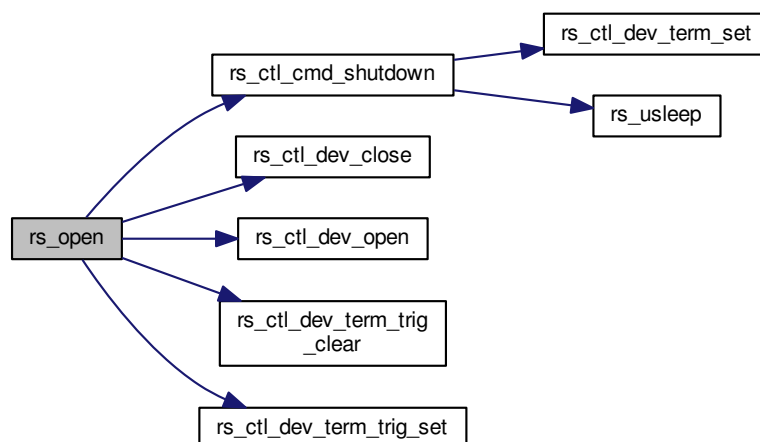 rs_ctl_dev_term_set
rs_ctl_cmd_shutdown
rs_usleep
rs_ctl_dev_close
rs_open
rs_ctl_dev_open
rs_ctl_dev_term_trig
_clear
rs_ctl_dev_term_trig_set